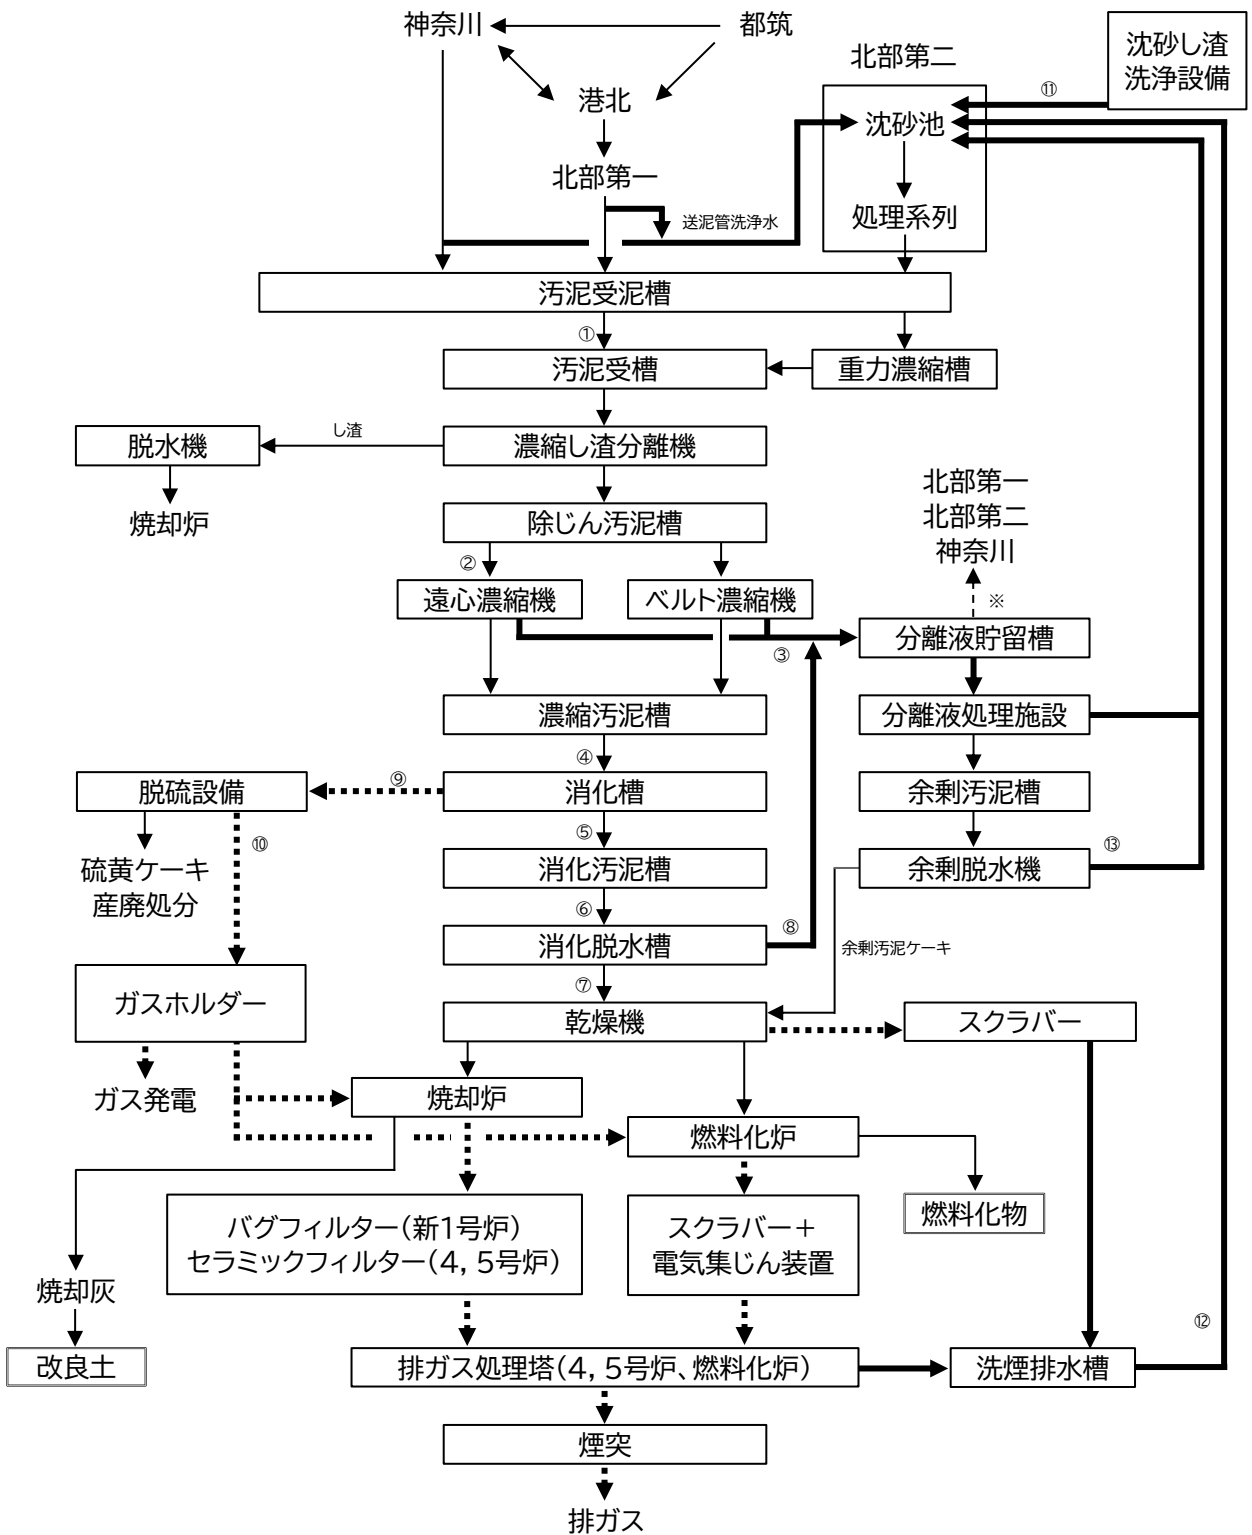 神奈川
都筑
北部第二
沈砂し渣
洗浄設備
⑪
港北
沈砂池
北部第一
処理系列
送泥管洗浄水
汚泥受泥槽
①
汚泥受槽
重力濃縮槽
脱水機
し渣
濃縮し渣分離機
焼却炉
除じん汚泥槽
北部第一
北部第二
神奈川
②
遠心濃縮機
ベルト濃縮機
※
分離液貯留槽
③
濃縮汚泥槽
分離液処理施設
④
脱硫設備
⑨
消化槽
余剰汚泥槽
⑤
⑩
⑬
硫黄ケーキ
産廃処分
消化汚泥槽
余剰脱水機
⑥
⑧
消化脱水槽
余剰汚泥ケーキ
⑦
ガスホルダー
乾燥機
スクラバー
ガス発電
焼却炉
燃料化炉
燃料化物
バグフィルター（新1号炉）
セラミックフィルター（4，5号炉）
スクラバー＋
電気集じん装置
焼却灰
⑫
改良土
排ガス処理塔（4，5号炉、燃料化炉）
洗煙排水槽
煙突
排ガス